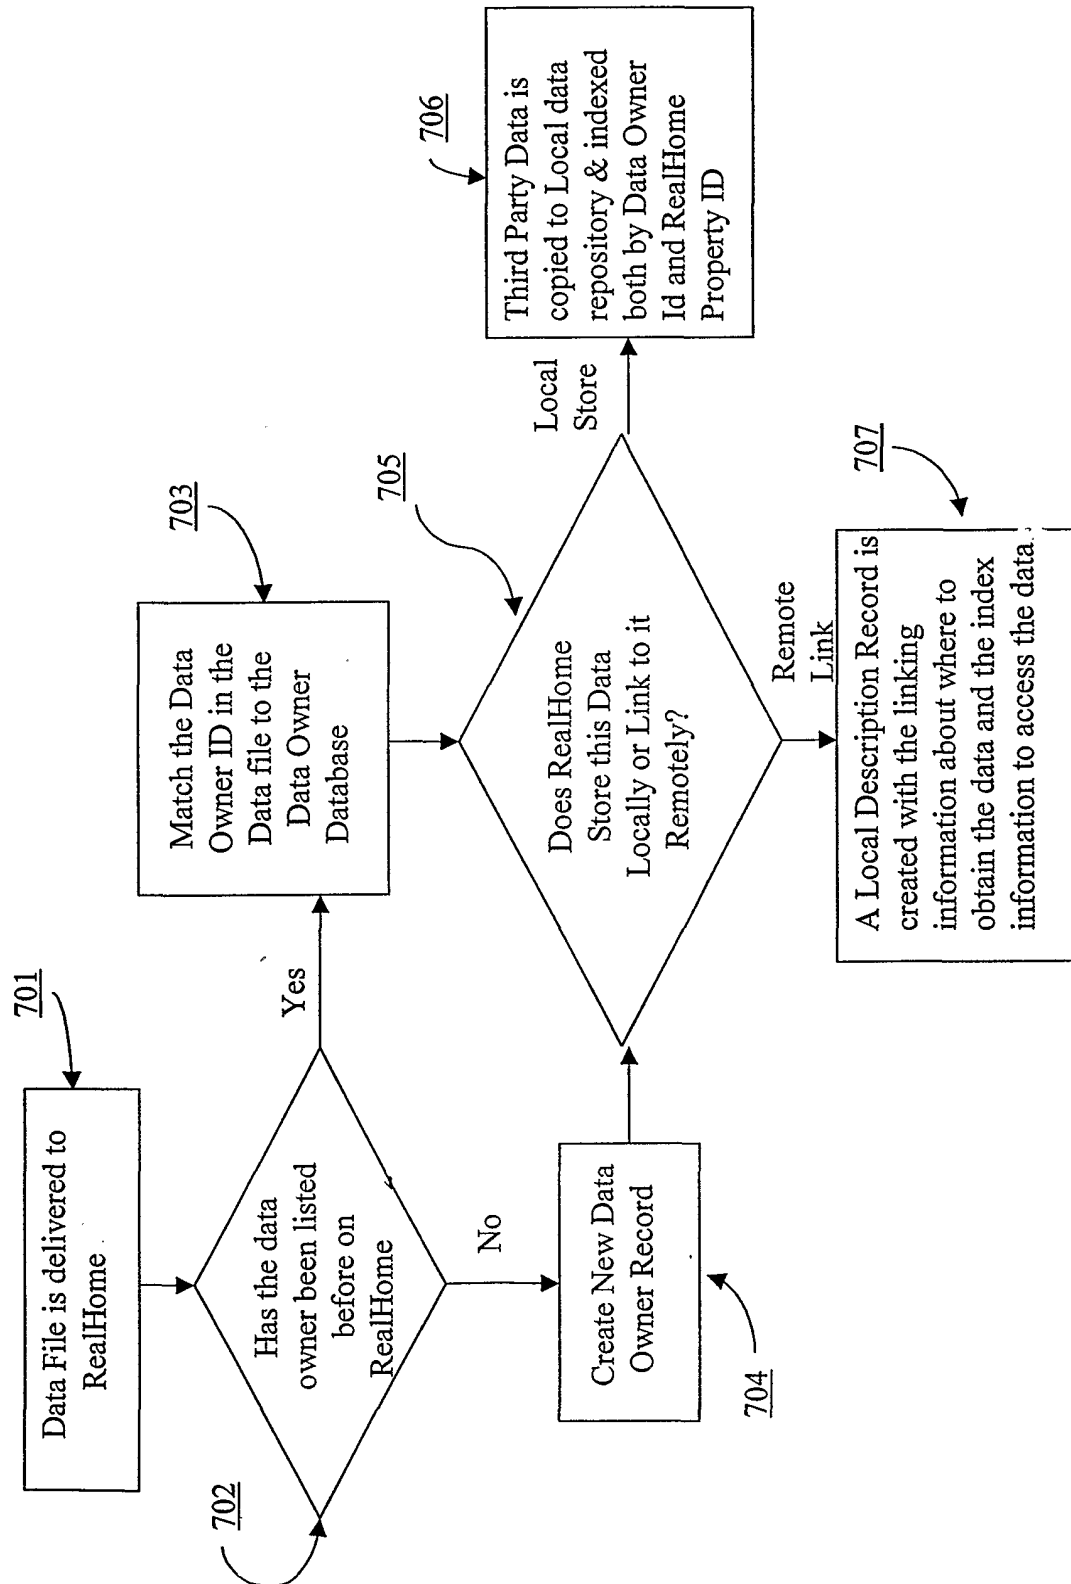 701
Data File is delivered to
RealHome
702
Has the data
owner been listed
before on
RealHome
Yes
No
703
Match the Data
Owner ID in the
Data file to the
Data Owner
Database
Create New Data
Owner Record
704
705
Does RealHome
Store this Data
Locally or Link to it
Remotely?
Local
Store
Remote
Link
706
Third Party Data is
copied to Local data
repository & indexed
both by Data Owner
Id and RealHome
Property ID
707
A Local Description Record is
created with the linking
information about where to
obtain the data and the index
information to access the data.